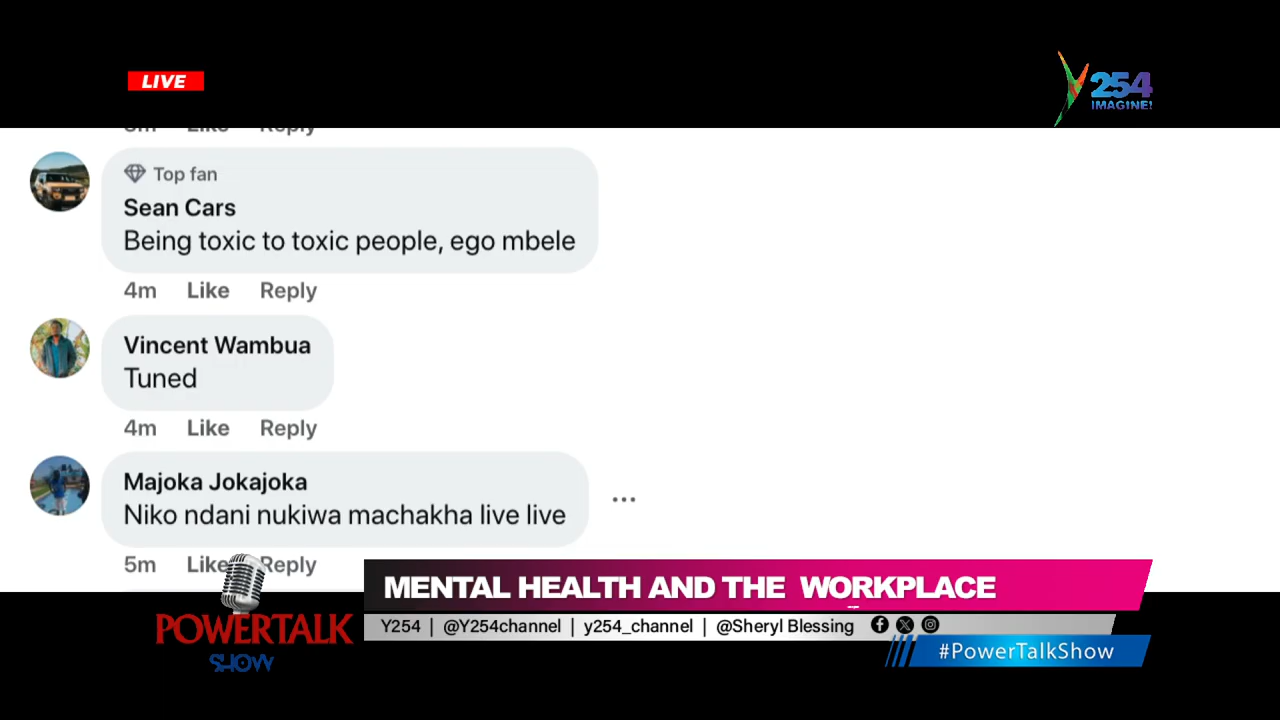 LIVE
254
IMAGINE!
Like Reply
Top fan
Sean Cars
Being toxic to toxic people, ego mbele
4m Like Reply
Vincent Wambua
Tuned
4m Like Reply
Majoka Jokajoka
Niko ndani nukiwa machakha live live
5m Like Reply
MENTAL HEALTH AND THE WORKPLACE
POWERTALK
SHOW
Y254 | @Y254channel | y254_channel | @Sheryl Blessing
#PowerTalkShow